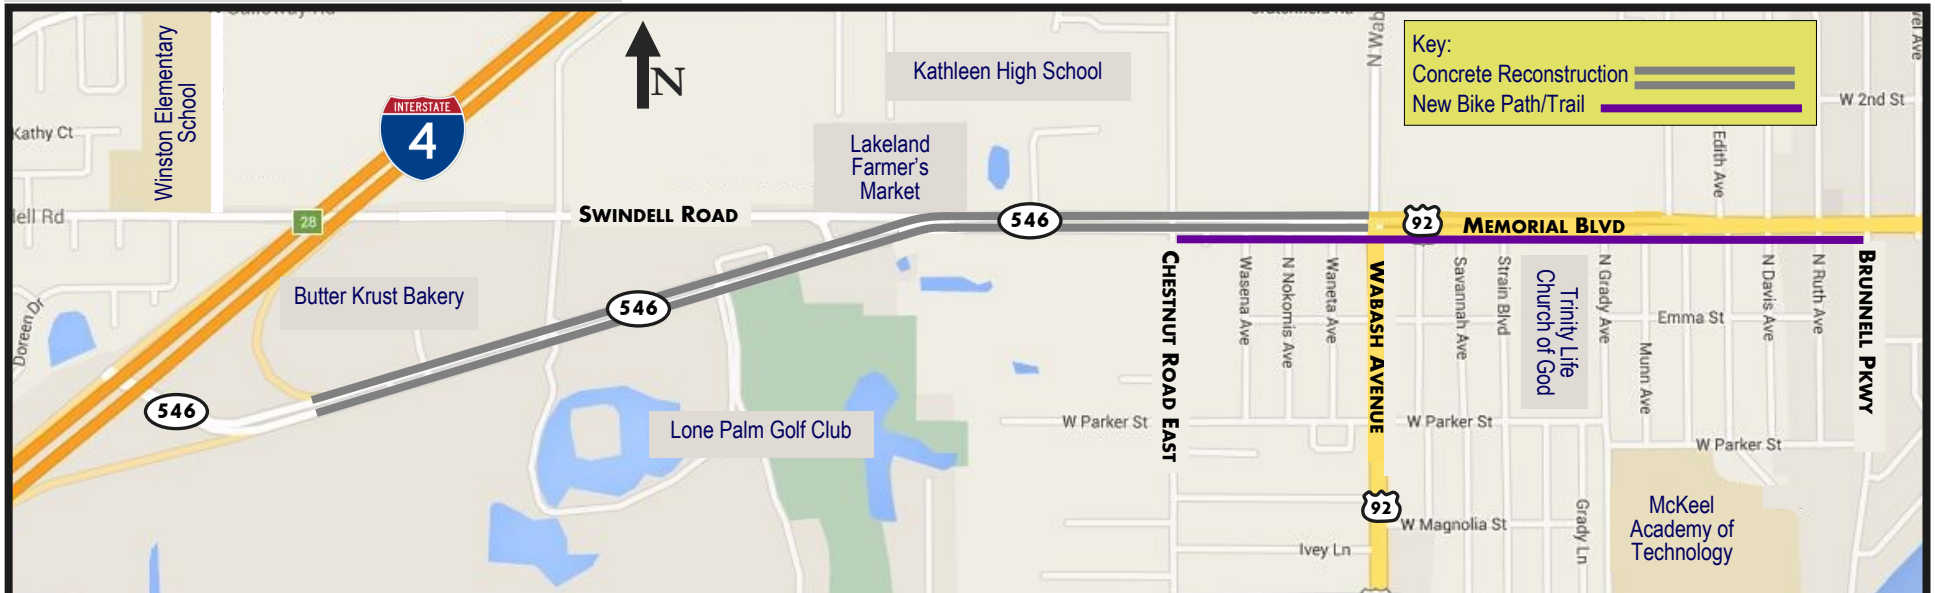 N Galloway Rd
Crutchfield Rd
N Wab
Winston Elementary
School
N
Kathleen High School
Key:
Concrete Reconstruction
New Bike Path/Trail
W 2nd St
INTERSTATE
4
Kathy Ct
Lakeland
Farmer's
Market
Edith Ave
ell Rd
28
SWINDELL ROAD
546
92
MEMORIAL BLVD
Butter Krust Bakery
546
Doreen Dr
546
Lone Palm Golf Club
CHESTNUT ROAD EAST
Wasena Ave
N Nokomis Ave
Waneta Ave
WABASH AVENUE
Savannah Ave
Strain Blvd
Trinity Life
Church of God
N Grady Ave
Emma St
Munn Ave
N Davis Ave
N Ruth Ave
BRUNNELL PKWY
W Parker St
W Parker St
W Parker St
92
W Magnolia St
Ivey Ln
Grady Ln
McKeel
Academy of
Technology